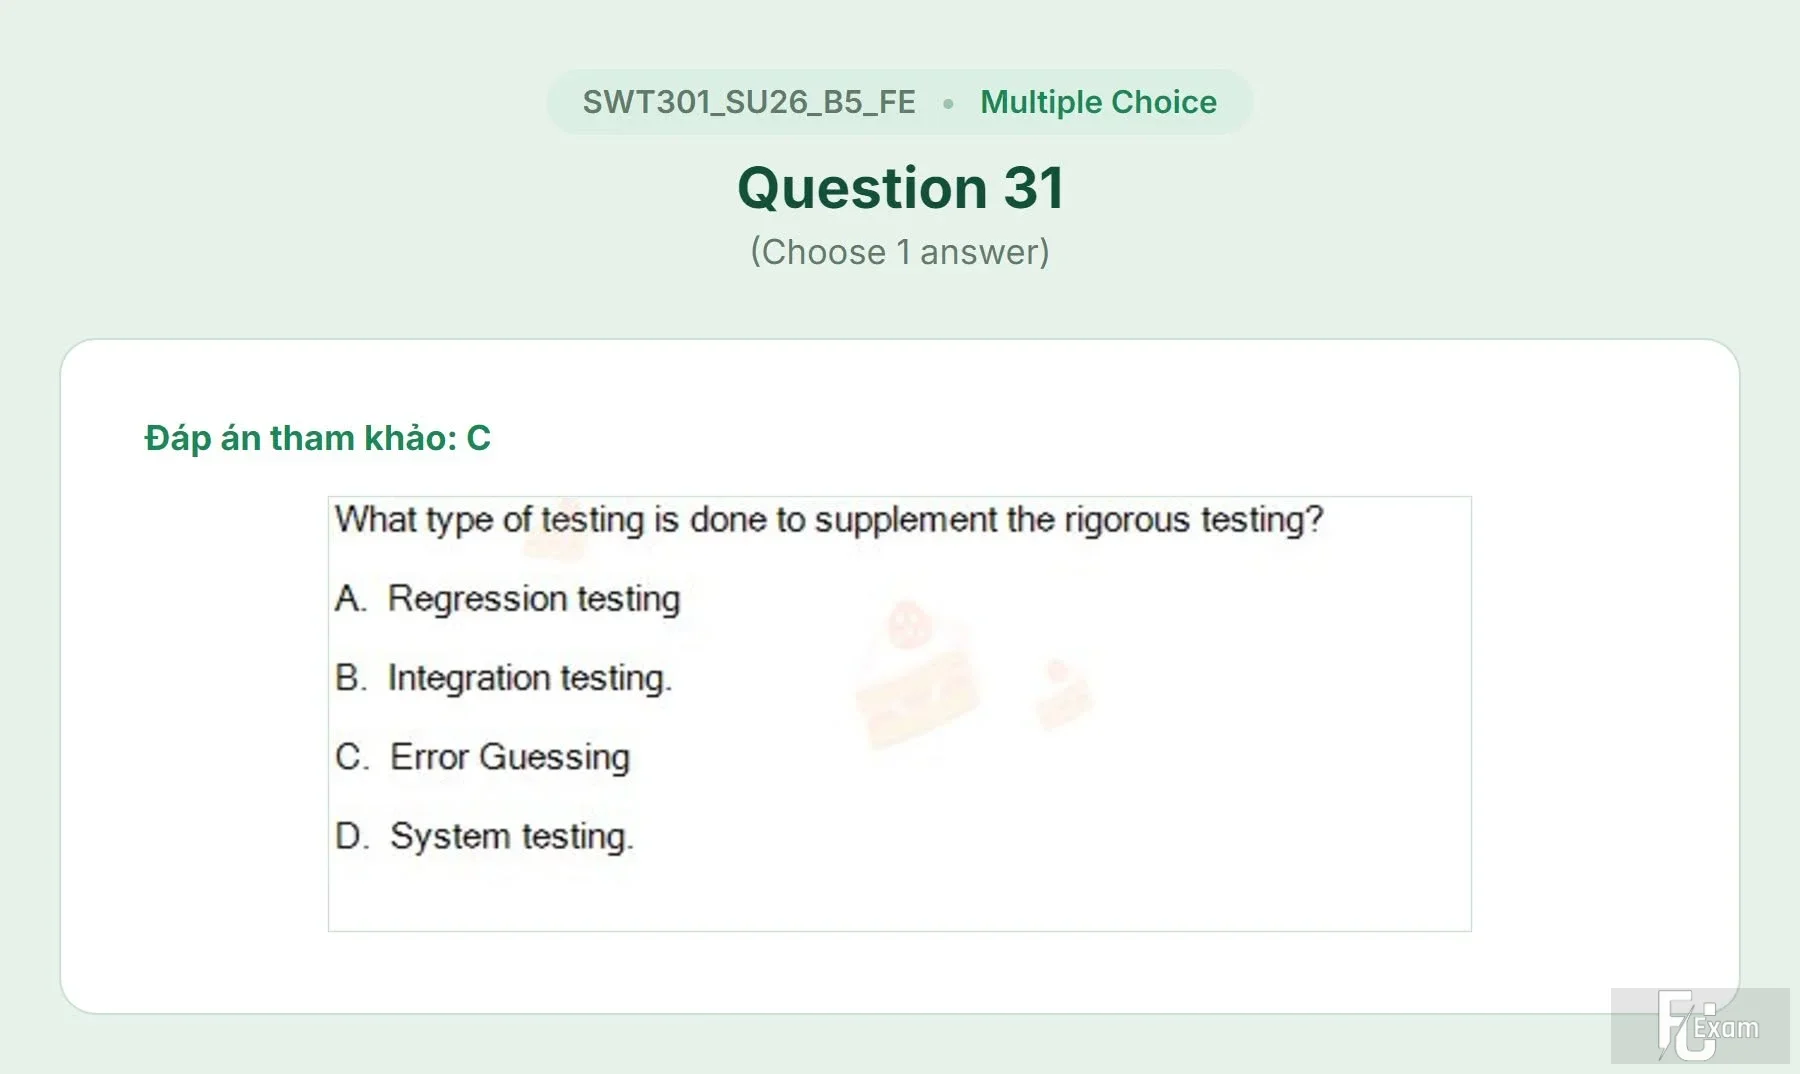 SWT301_SU26_B5_FE • Multiple Choice
Question 31
(Choose 1 answer)
Đáp án tham khảo: C
What type of testing is done to supplement the rigorous testing?
A. Regression testing
B. Integration testing.
C. Error Guessing
D. System testing.
FU Exam